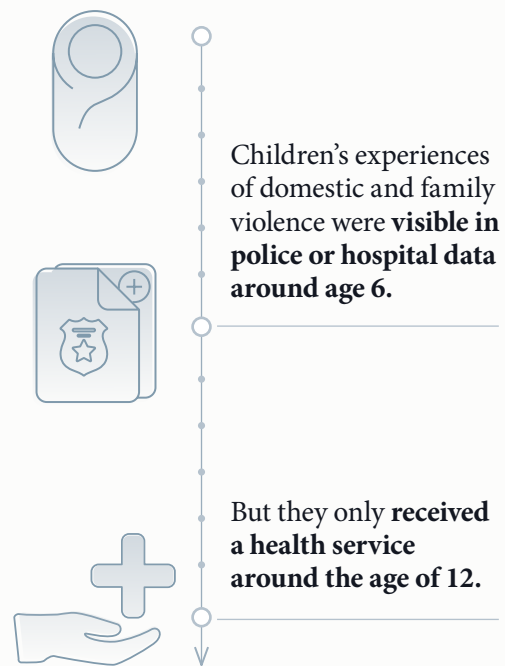 Children’s experiences
of domestic and family
violence were visible in
police or hospital data
around age 6.
But they only received
a health service
around the age of 12.